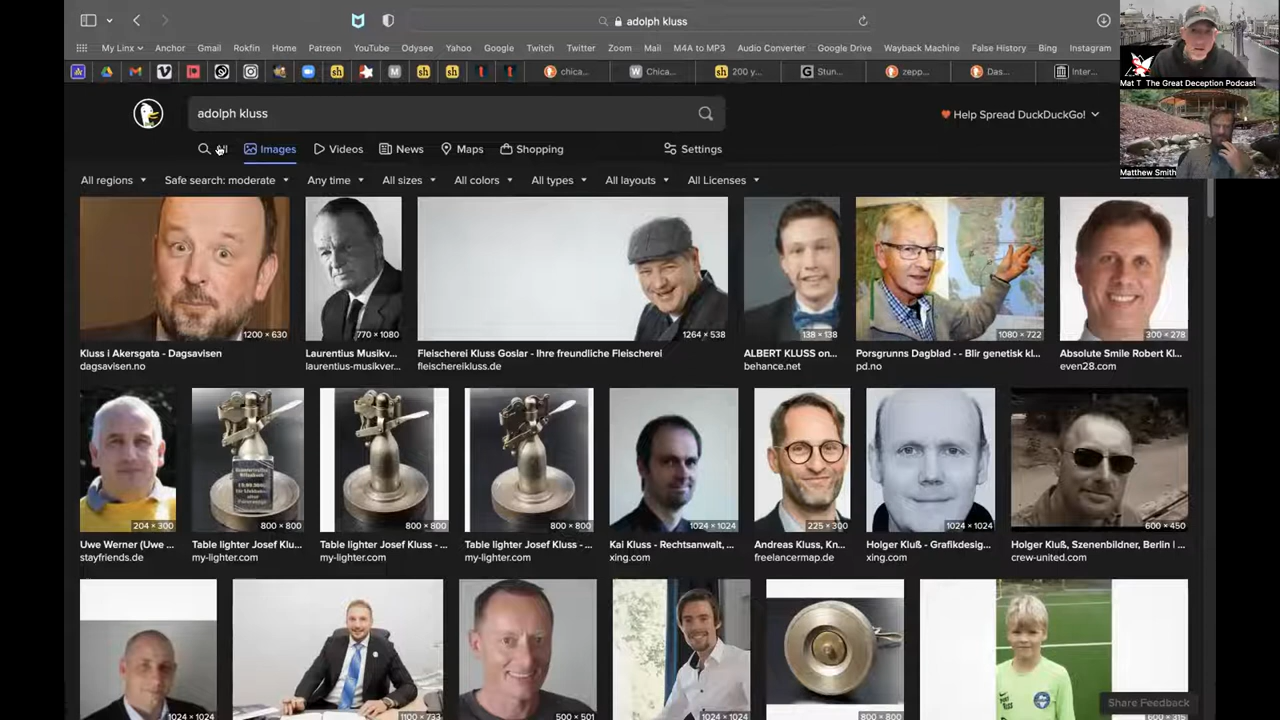 adolph kluss
My Linx
Anchor
Gmail
Rokfin
Home
Patreon
YouTube
Odysee
Yahoo
Google
Twitch
Twitter
Zoom
Mail
M4A to MP3
Audio Converter
Google Drive
Wayback Machine
False History
Bing
Instagram
chica...
Chica...
200 y...
Stun...
zepp...
Das...
Inter...
Mat T The Great Deception Podcast
Matthew Smith
adolph kluss
Help Spread DuckDuckGo!
Images
Videos
News
Maps
Shopping
Settings
All regions
Safe search: moderate
Any time
All sizes
All colors
All types
All layouts
All Licenses
1200 × 630
770 × 1080
1264 × 538
138 × 138
1080 × 722
278 × 300
Kluss i Akersgata - Dagsavisen
dagsavisen.no
Laurentius Musikv...
laurentius-musikver...
Fleischerei Kluss Goslar - Ihre freundliche Fleischerei
fleischereikluss.de
ALBERT KLUSS on...
behance.net
Porsgrunns Dagblad - - Blir genetisk kl...
pd.no
Absolute Smile Robert Kl...
even28.com
204 × 300
800 × 800
800 × 800
800 × 800
1024 × 1024
225 × 300
1024 × 1024
600 × 450
Uwe Werner (Uwe ...
stayfriends.de
Table lighter Josef Klu...
my-lighter.com
Table lighter Josef Kluss - ...
my-lighter.com
Table lighter Josef Kluss - ...
my-lighter.com
Kai Kluss - Rechtsanwalt, ...
xing.com
Andreas Kluss, Kn...
freelancermap.de
Holger Kluß - Grafikdesig...
xing.com
Holger Kluß, Szenenbildner, Berlin | ...
crew-united.com
1024 × 1024
1100 × 733
500 × 501
1024 × 1024
800 × 800
Share Feedback